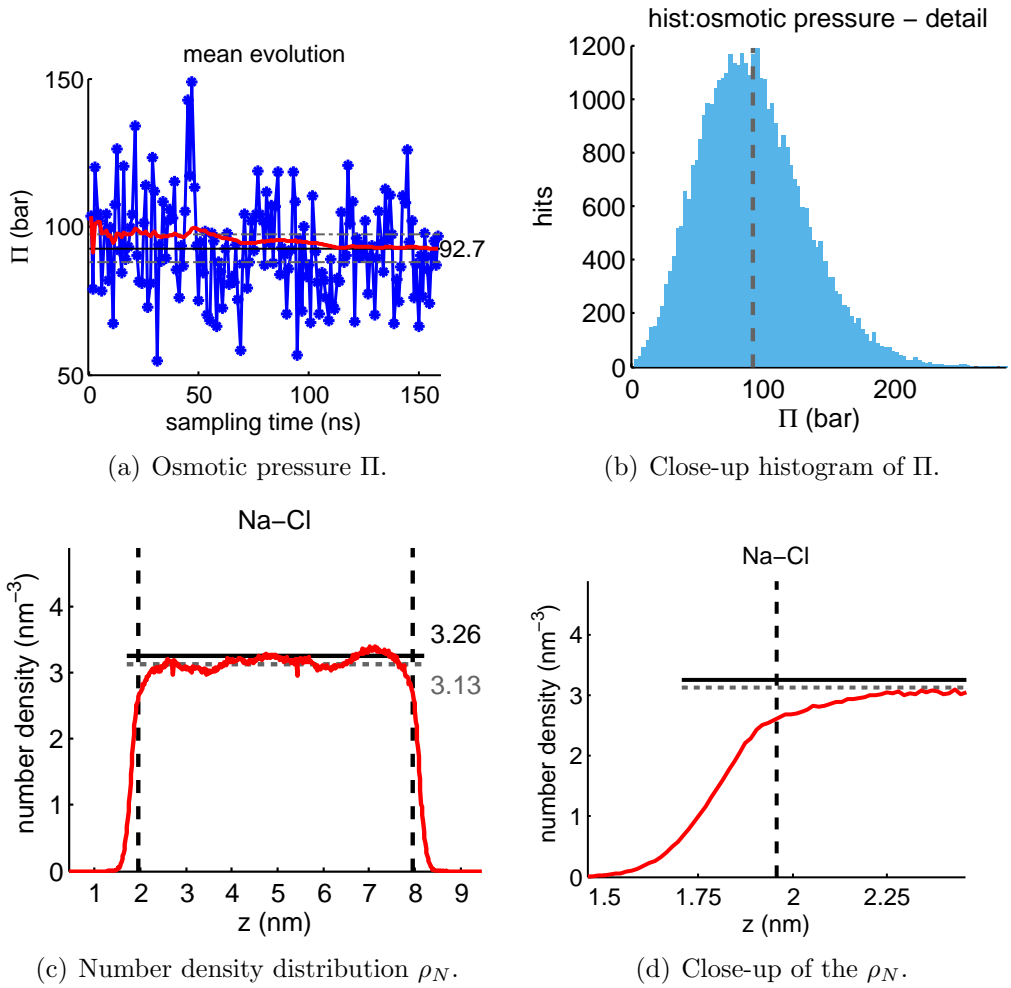 mean evolution
150
100
50
Π (bar)
92.7
0 50 100 150
sampling time (ns)
(a) Osmotic pressure Π.
hist:osmotic pressure − detail
1200
1000
800
600
400
200
0
hits
0 100 200
Π (bar)
(b) Close-up histogram of Π.
Na−Cl
4
3
2
1
0
number density (nm⁻³)
3.26
3.13
1 2 3 4 5 6 7 8 9
z (nm)
(c) Number density distribution ρ_N.
Na−Cl
4
3
2
1
0
number density (nm⁻³)
1.5 1.75 2 2.25
z (nm)
(d) Close-up of the ρ_N.